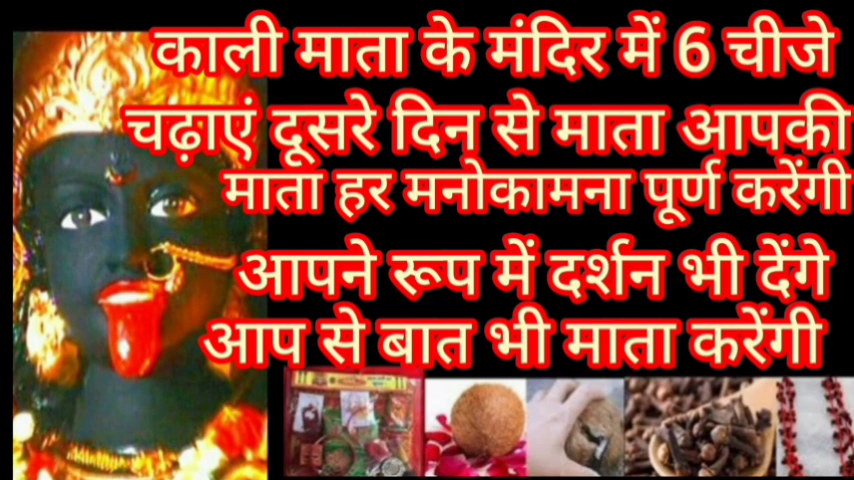 काली माता के मंदिर में 6 चीजे
चढ़ाएं दूसरे दिन से माता आपकी
माता हर मनोकामना पूर्ण करेंगी
आपने रूप में दर्शन भी देंगे
आप से बात भी माता करेंगी